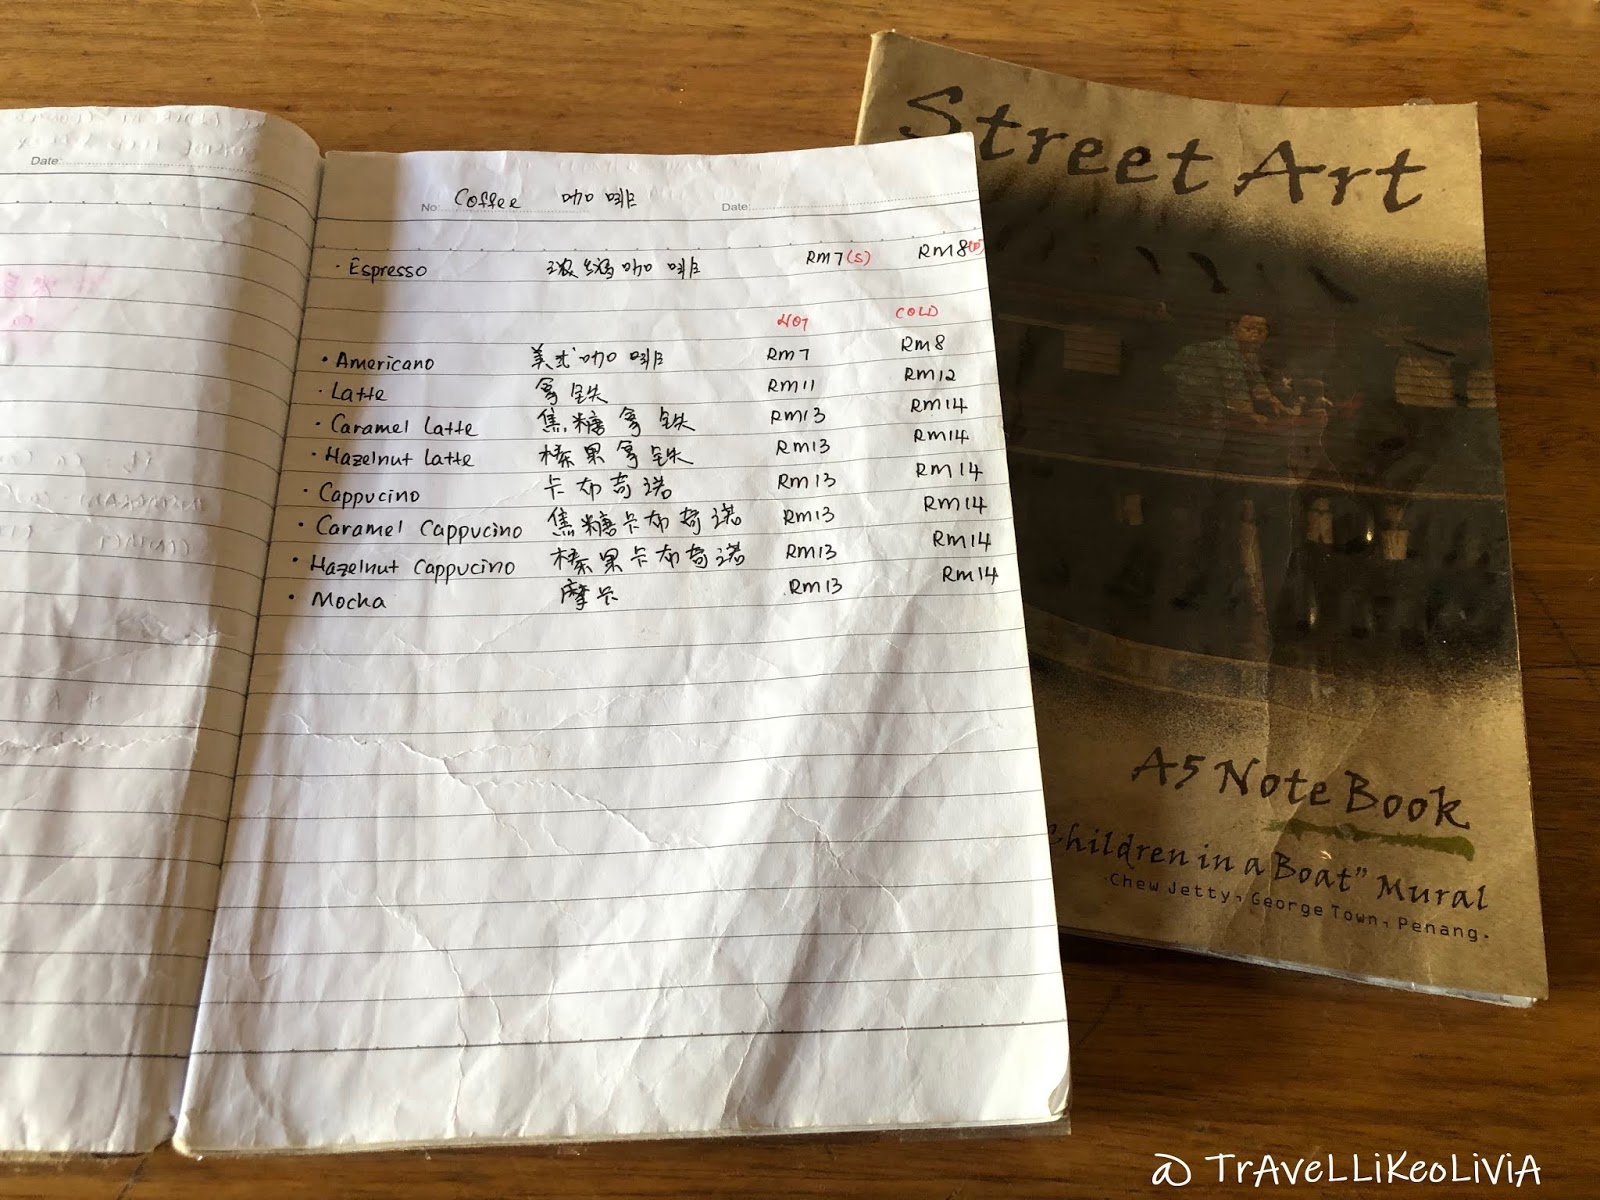 Date:
No: Coffee 咖啡 Date:
· Espresso 浓缩咖啡 Rm7(S) Rm8(D)
HOT COLD
· Americano 美式咖啡 Rm7 Rm8
· Latte 拿铁 Rm11 Rm12
· Caramel Latte 焦糖拿铁 Rm13 Rm14
· Hazelnut Latte 榛果拿铁 Rm13 Rm14
· Cappucino 卡布奇诺 Rm13 Rm14
· Caramel Cappucino 焦糖卡布奇诺 Rm13 Rm14
· Hazelnut Cappucino 榛果卡布奇诺 Rm13 Rm14
· Mocha 摩卡 Rm13 Rm14
Street Art
A5 Note Book
Children in a Boat" Mural
Chew Jetty, George Town, Penang.
@ TrAveLLiKeoLiViA